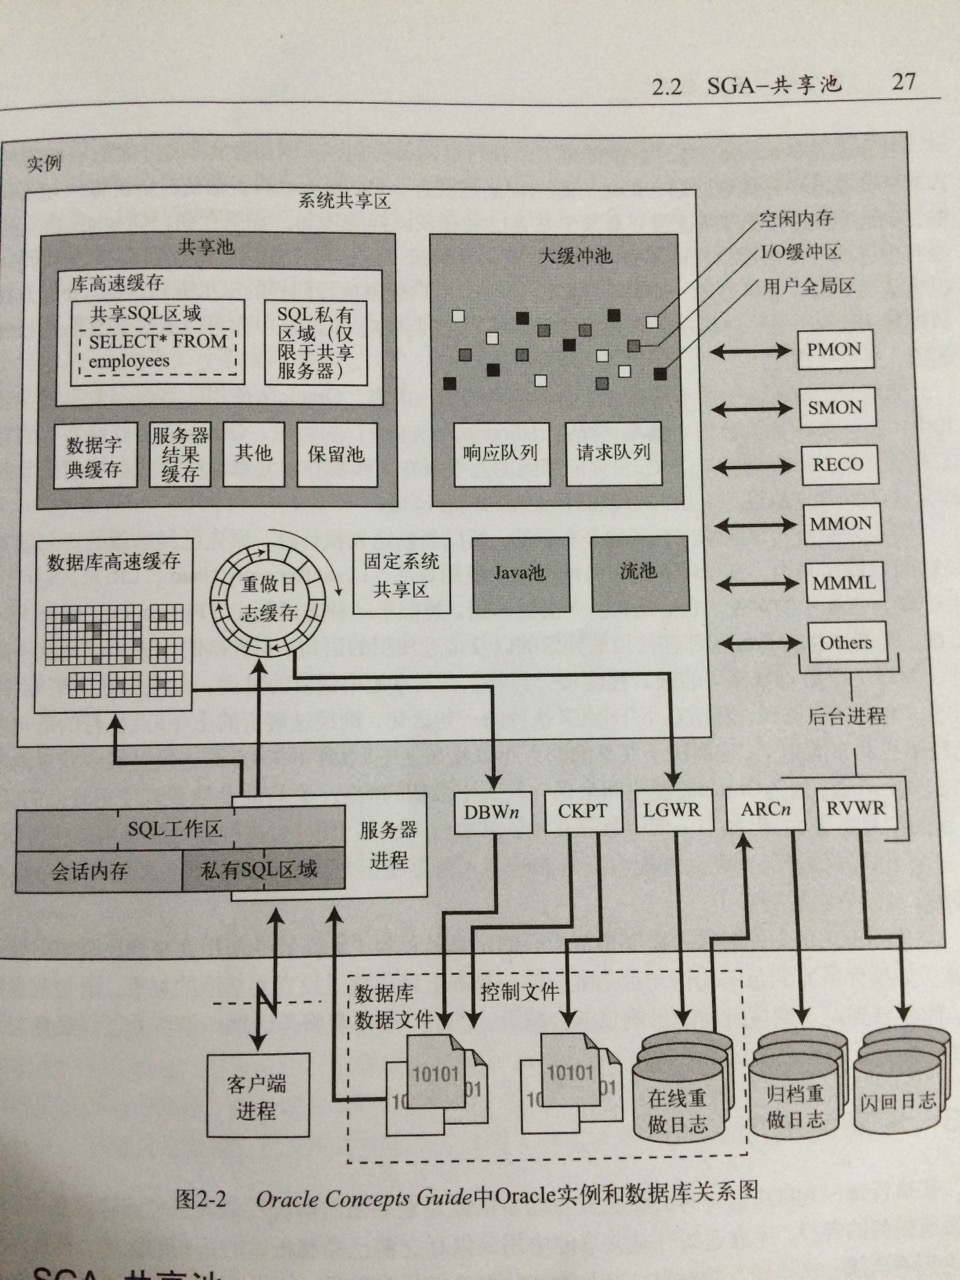 2.2 SGA–共享池 27
实例
系统共享区
共享池
库高速缓存
共享SQL区域
SELECT* FROM
employees
SQL私有
区域（仅
限于共享
服务器）
数据字
典缓存
服务器
结果
缓存
其他
保留池
大缓冲池
响应队列
请求队列
空闲内存
I/O缓冲区
用户全局区
PMON
SMON
RECO
MMON
MMML
Others
后台进程
数据库高速缓存
重做日
志缓存
固定系统
共享区
Java池
流池
SQL工作区
会话内存
私有SQL区域
服务器
进程
DBWn
CKPT
LGWR
ARCn
RVWR
客户端
进程
数据库
数据文件
控制文件
10101
10
01
10101
10
01
在线重
做日志
归档重
做日志
闪回日志
图2-2 Oracle Concepts Guide中Oracle实例和数据库关系图
SGA–共享池